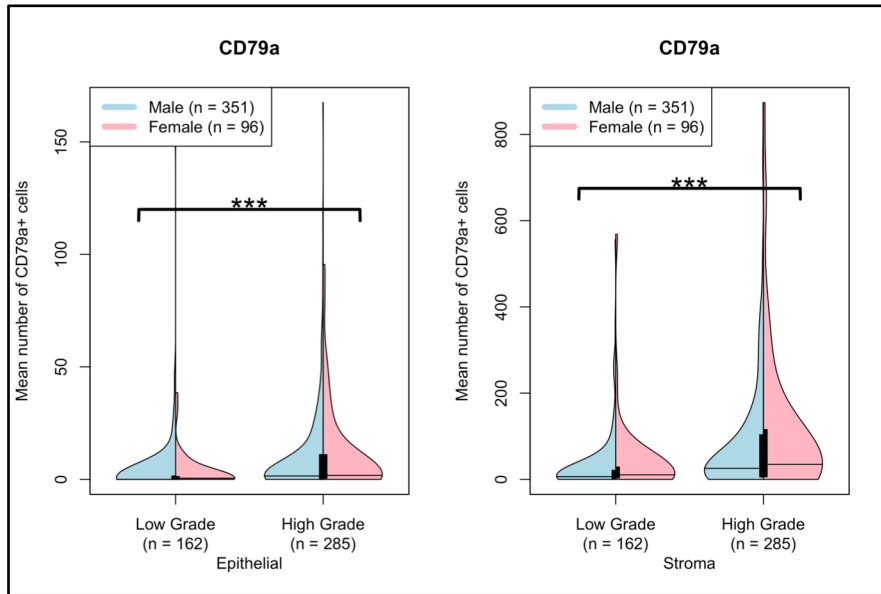 CD79a
Male (n = 351)
Female (n = 96)
***
Mean number of CD79a+ cells
150
100
50
0
Low Grade
(n = 162)
High Grade
(n = 285)
Epithelial
CD79a
Male (n = 351)
Female (n = 96)
***
Mean number of CD79a+ cells
800
600
400
200
0
Low Grade
(n = 162)
High Grade
(n = 285)
Stroma